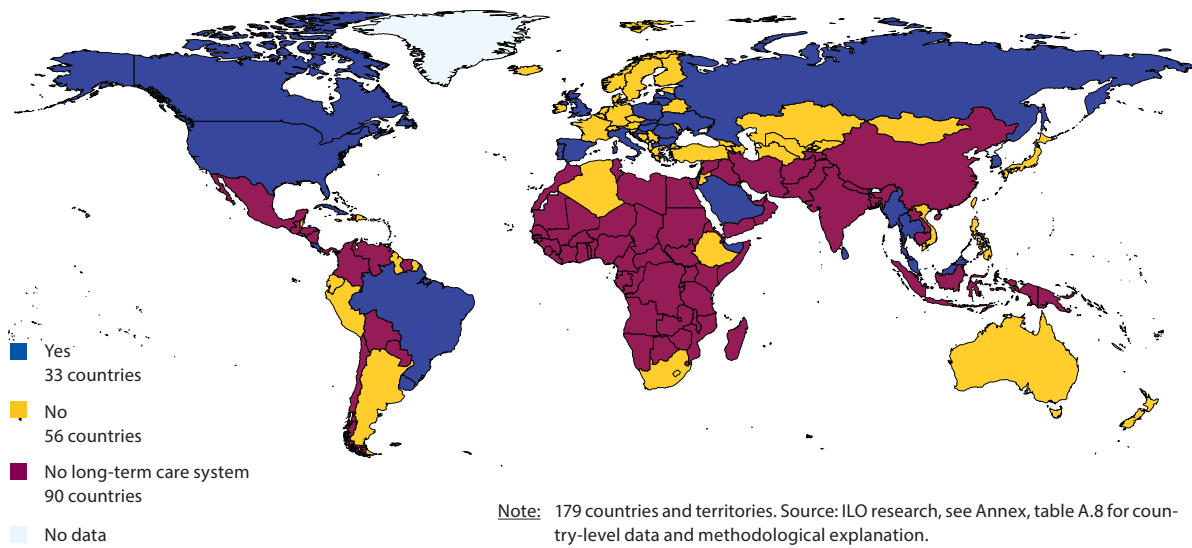 Yes
33 countries
No
56 countries
No long-term care system
90 countries
No data
Note: 179 countries and territories. Source: ILO research, see Annex, table A.8 for coun-
try-level data and methodological explanation.